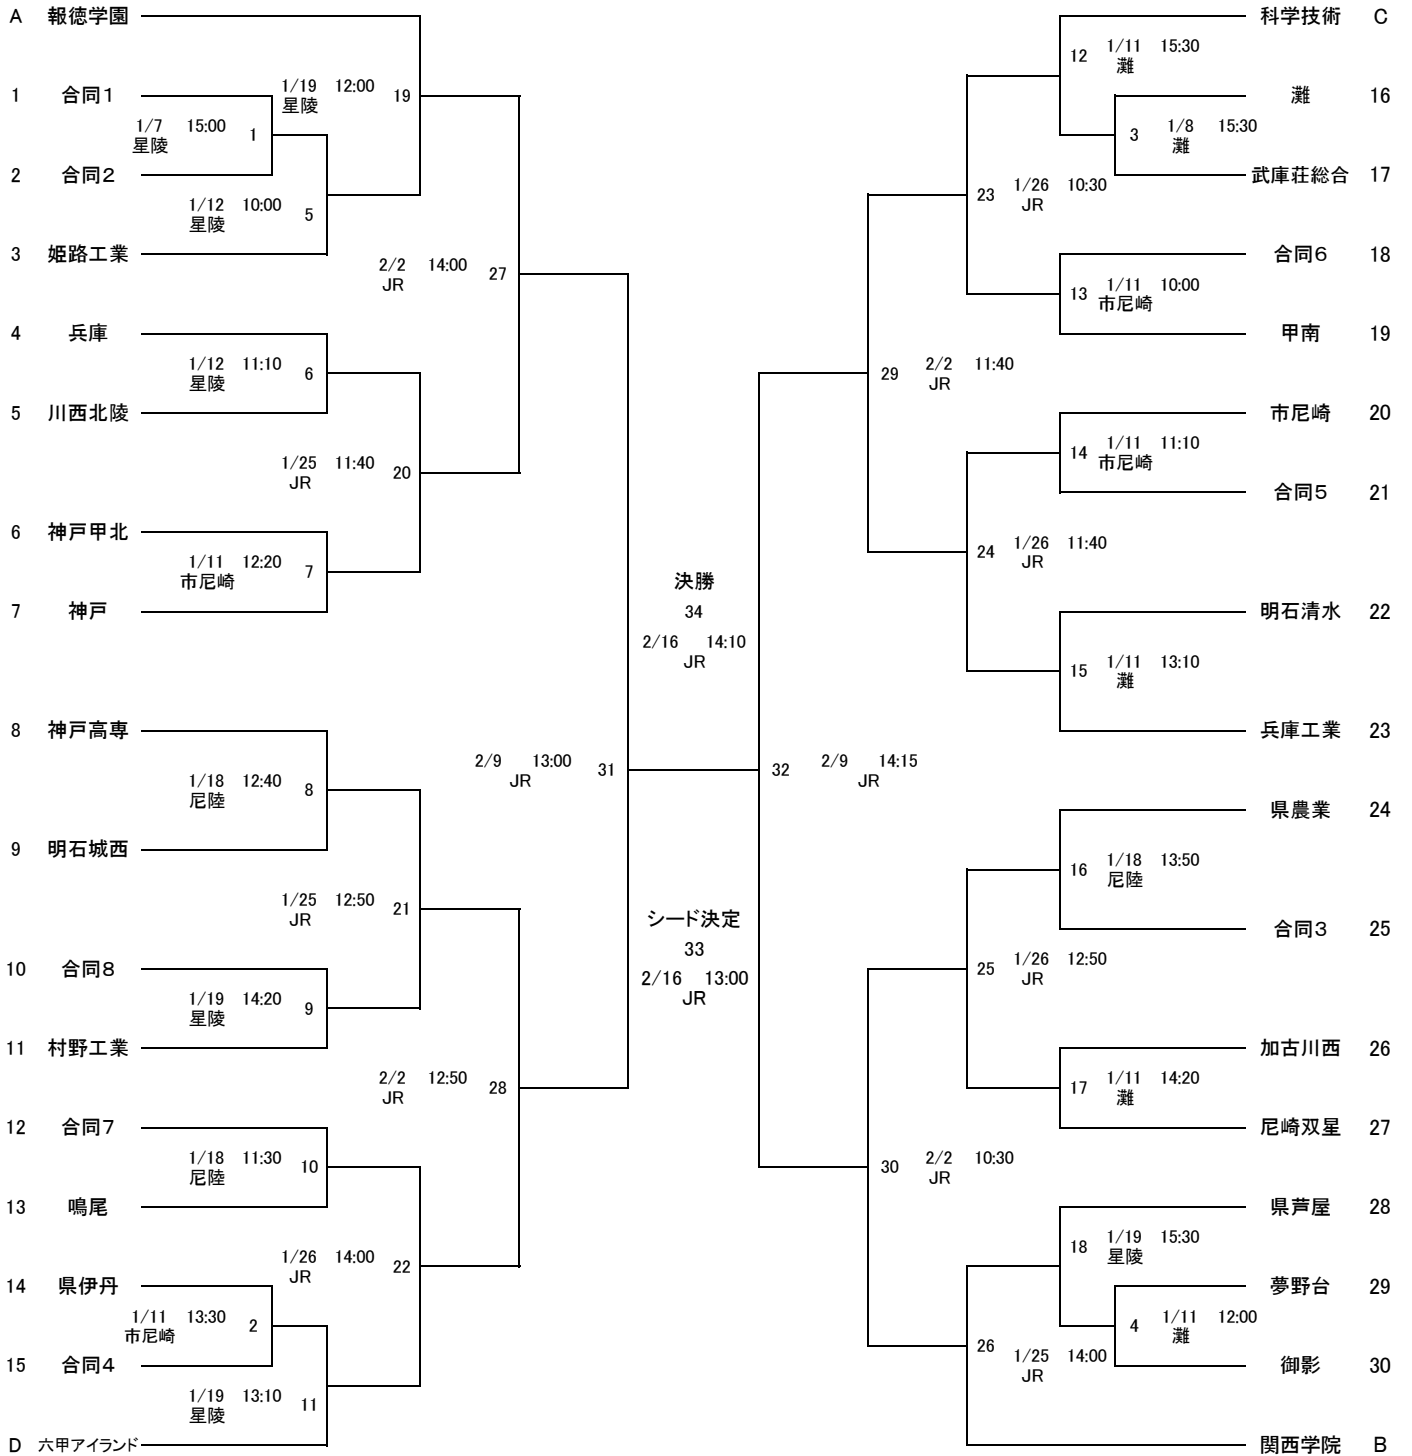 A 報徳学園
1/19 12:00 19
星陵
1 合同1
1/7 15:00 1
星陵
2 合同2
1/12 10:00 5
星陵
3 姫路工業
2/2 14:00 27
JR
4 兵庫
1/12 11:10 6
星陵
5 川西北陵
1/25 11:40 20
JR
6 神戸甲北
1/11 12:20 7
市尼崎
7 神戸
8 神戸高専
1/18 12:40 8
尼陸
9 明石城西
1/25 12:50 21
JR
10 合同8
1/19 14:20 9
星陵
11 村野工業
2/2 12:50 28
JR
12 合同7
1/18 11:30 10
尼陸
13 鳴尾
1/26 14:00 22
JR
14 県伊丹
1/11 13:30 2
市尼崎
15 合同4
1/19 13:10 11
星陵
D 六甲アイランド
2/9 13:00 31
JR
決勝
34
2/16 14:10
JR
シード決定
33
2/16 13:00
JR
32 2/9 14:15
JR
科学技術 C
12 1/11 15:30
灘
灘 16
3 1/8 15:30
灘
武庫荘総合 17
23 1/26 10:30
JR
合同6 18
13 1/11 10:00
市尼崎
甲南 19
29 2/2 11:40
JR
市尼崎 20
14 1/11 11:10
市尼崎
合同5 21
24 1/26 11:40
JR
明石清水 22
15 1/11 13:10
灘
兵庫工業 23
県農業 24
16 1/18 13:50
尼陸
合同3 25
25 1/26 12:50
JR
加古川西 26
17 1/11 14:20
灘
尼崎双星 27
30 2/2 10:30
JR
県芦屋 28
18 1/19 15:30
星陵
夢野台 29
4 1/11 12:00
灘
御影 30
26 1/25 14:00
JR
関西学院 B